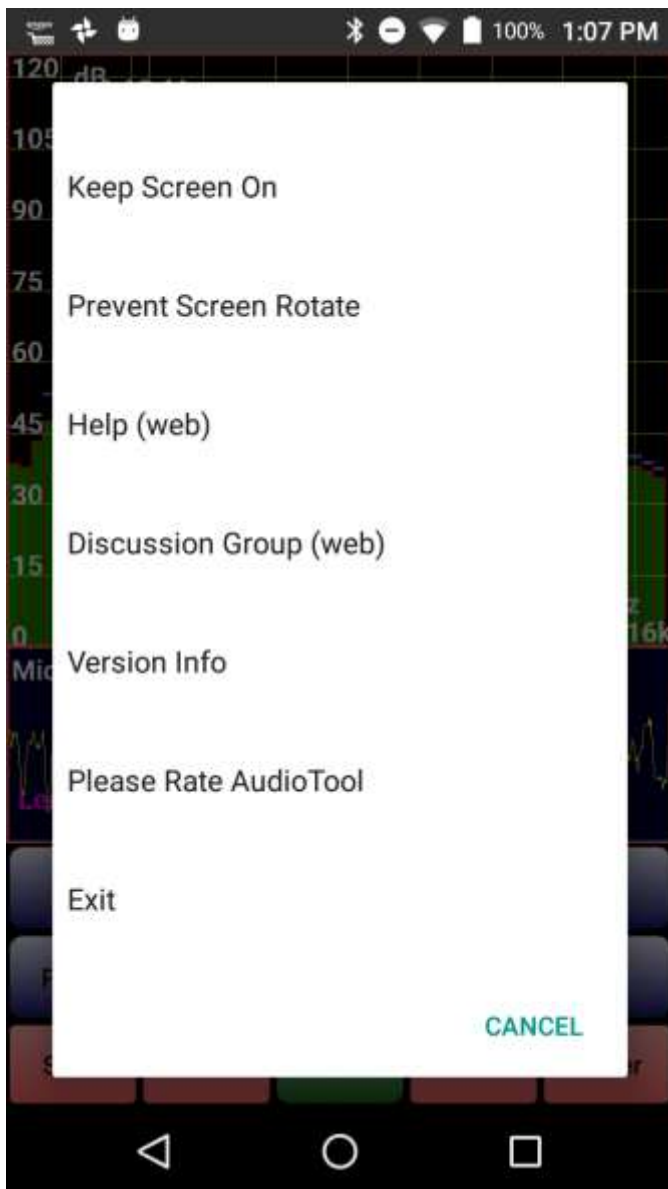 100% 1:07 PM
120 dB
105
90
75
60
45
30
15
0
16k
Mic
Keep Screen On
Prevent Screen Rotate
Help (web)
Discussion Group (web)
Version Info
Please Rate AudioTool
Exit
CANCEL